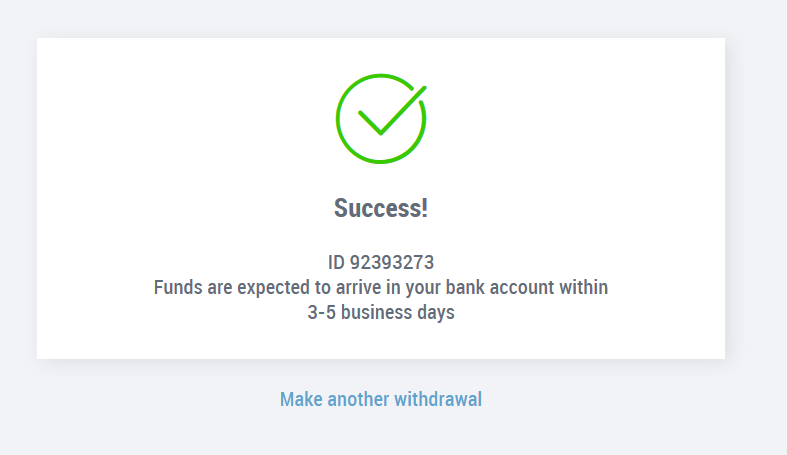 Success!
ID 92393273
Funds are expected to arrive in your bank account within
3-5 business days
Make another withdrawal